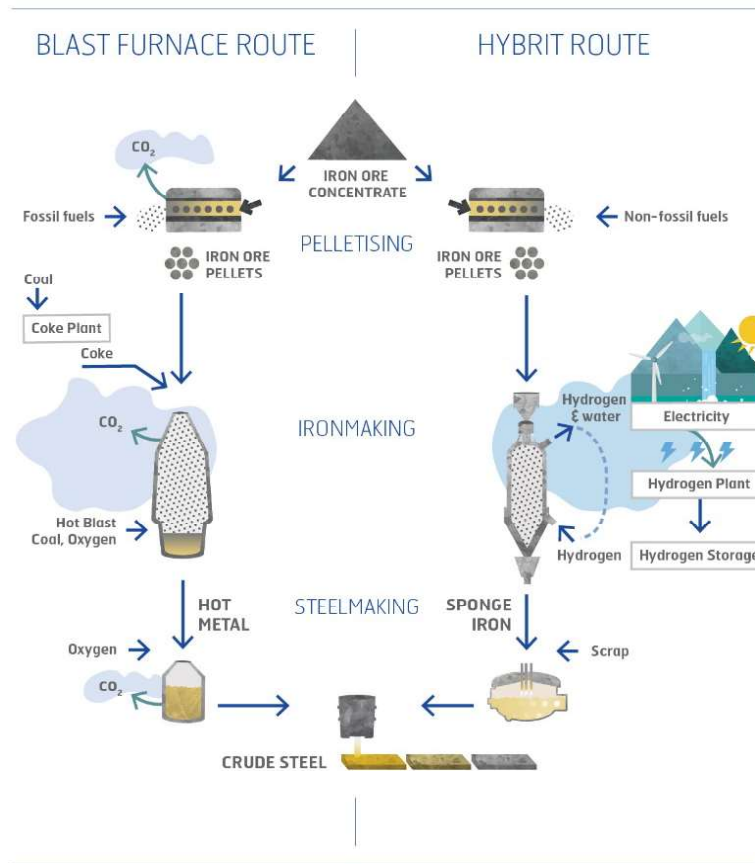 BLAST FURNACE ROUTE
HYBRIT ROUTE
CO2
IRON ORE
CONCENTRATE
Fossil fuels
Non-fossil fuels
PELLETISING
IRON ORE
PELLETS
IRON ORE
PELLETS
Coal
Coke Plant
Coke
CO2
IRONMAKING
Hydrogen
& water
Electricity
Hydrogen Plant
Hot Blast
Coal, Oxygen
Hydrogen
Hydrogen Storage
HOT
METAL
STEELMAKING
SPONGE
IRON
Oxygen
Scrap
CO2
CRUDE STEEL